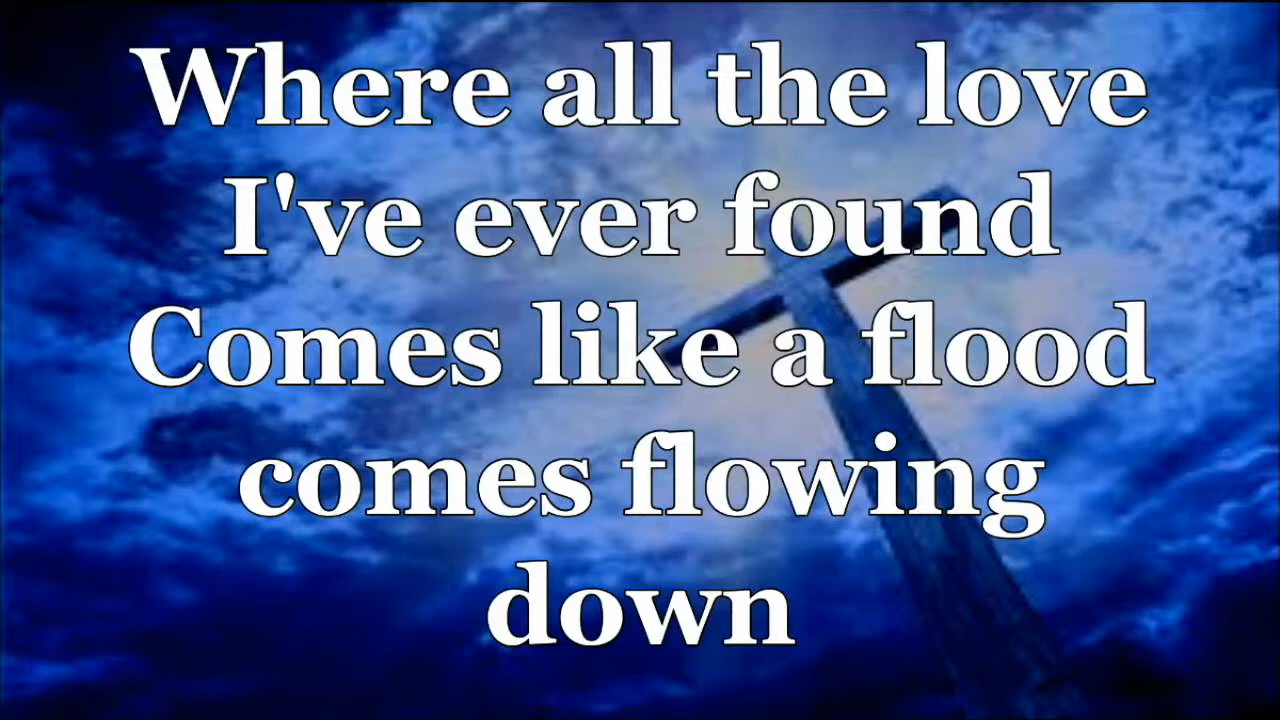 Where all the love
I've ever found
Comes like a flood
comes flowing
down